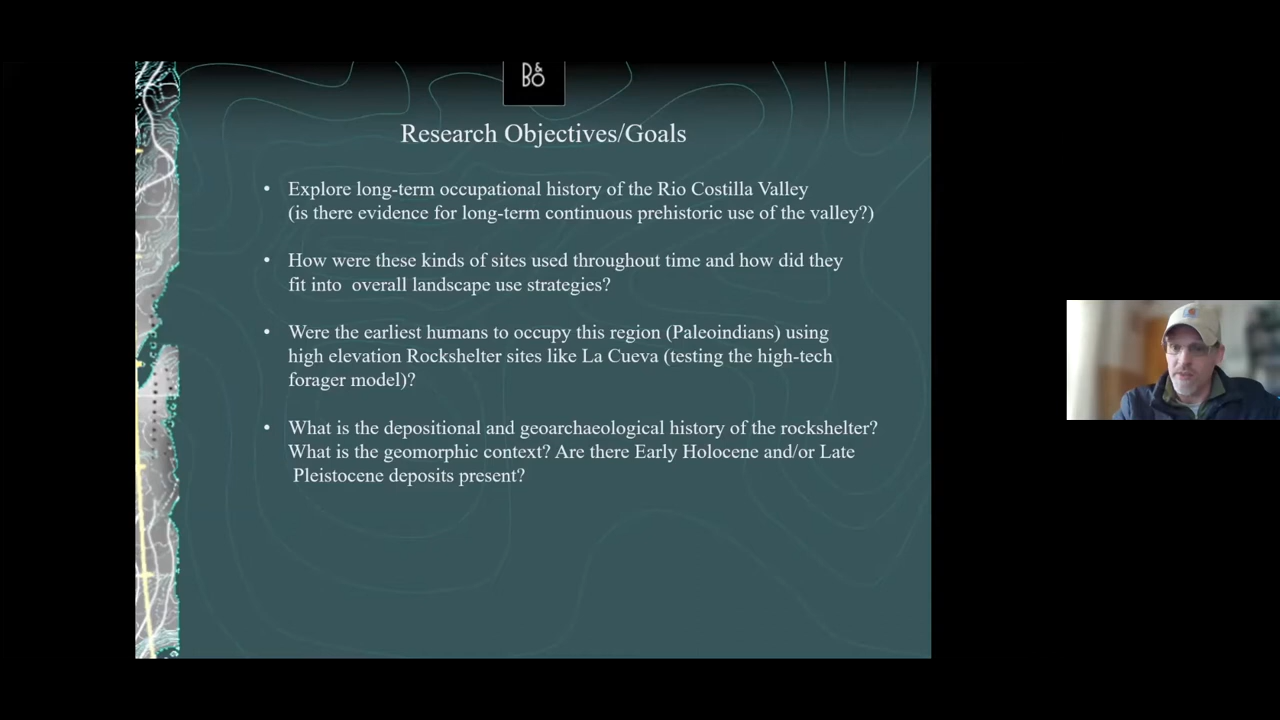 B&O
Research Objectives/Goals
• Explore long-term occupational history of the Rio Costilla Valley
(is there evidence for long-term continuous prehistoric use of the valley?)
• How were these kinds of sites used throughout time and how did they
fit into overall landscape use strategies?
• Were the earliest humans to occupy this region (Paleoindians) using
high elevation Rockshelter sites like La Cueva (testing the high-tech
forager model)?
• What is the depositional and geoarchaeological history of the rockshelter?
What is the geomorphic context? Are there Early Holocene and/or Late
Pleistocene deposits present?